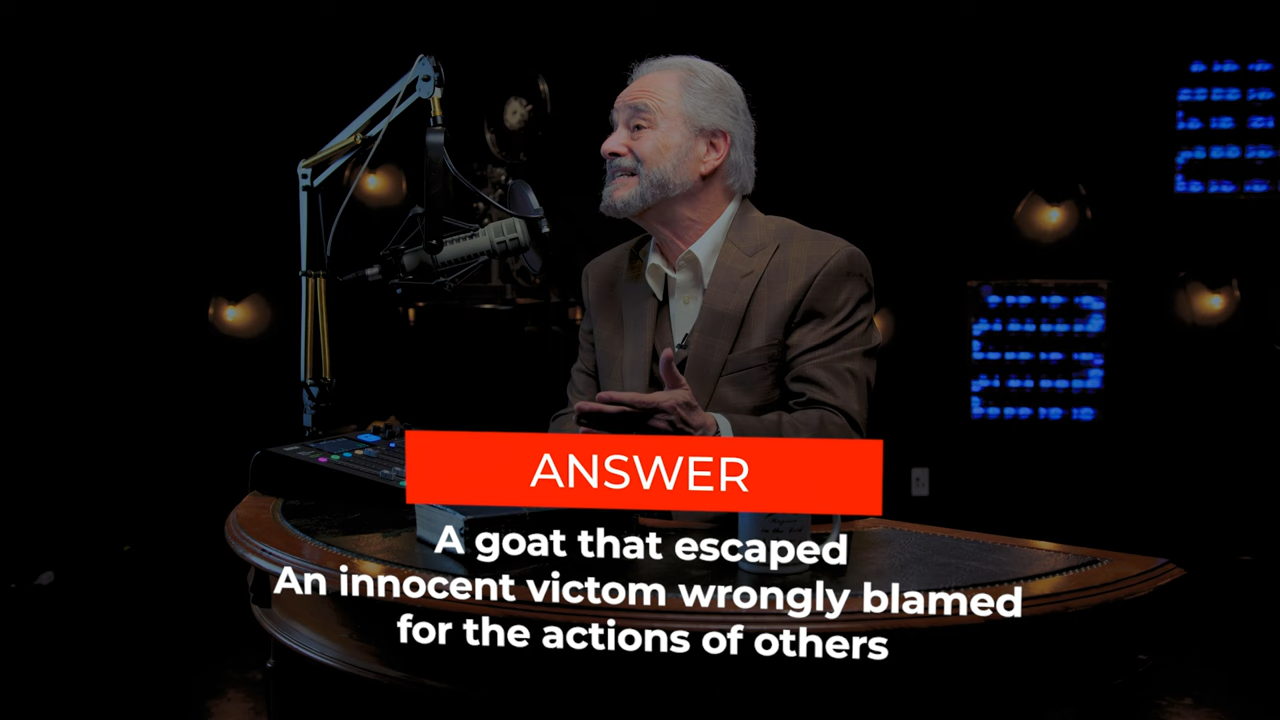 ANSWER
A goat that escaped
An innocent victom wrongly blamed
for the actions of others